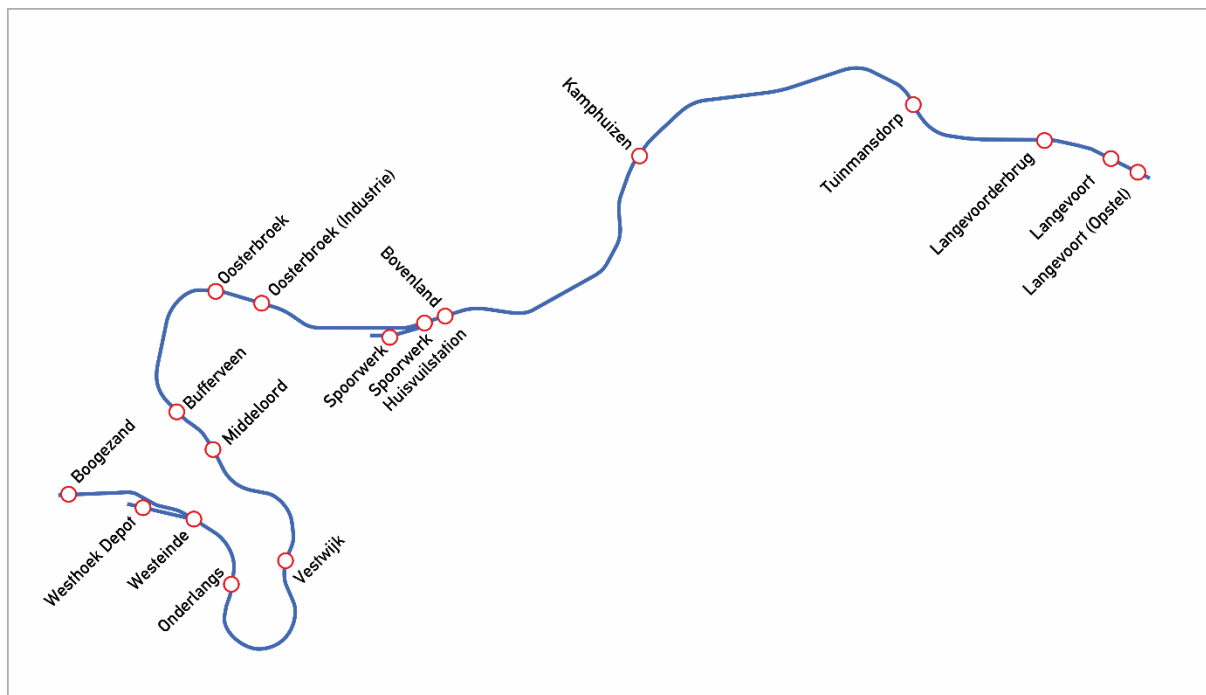 Kamphuizen
Tuinmansdorp
Langevoorderbrug
Langevoort
Langevoort (Opstel)
Oosterbroek
Oosterbroek (Industrie)
Bovenland
Spoorwerk
Spoorwerk
Huisvuilstation
Bufferveen
Middeloord
Boogezand
Westhoek Depot
Westeinde
Onderlangs
Vestwijk